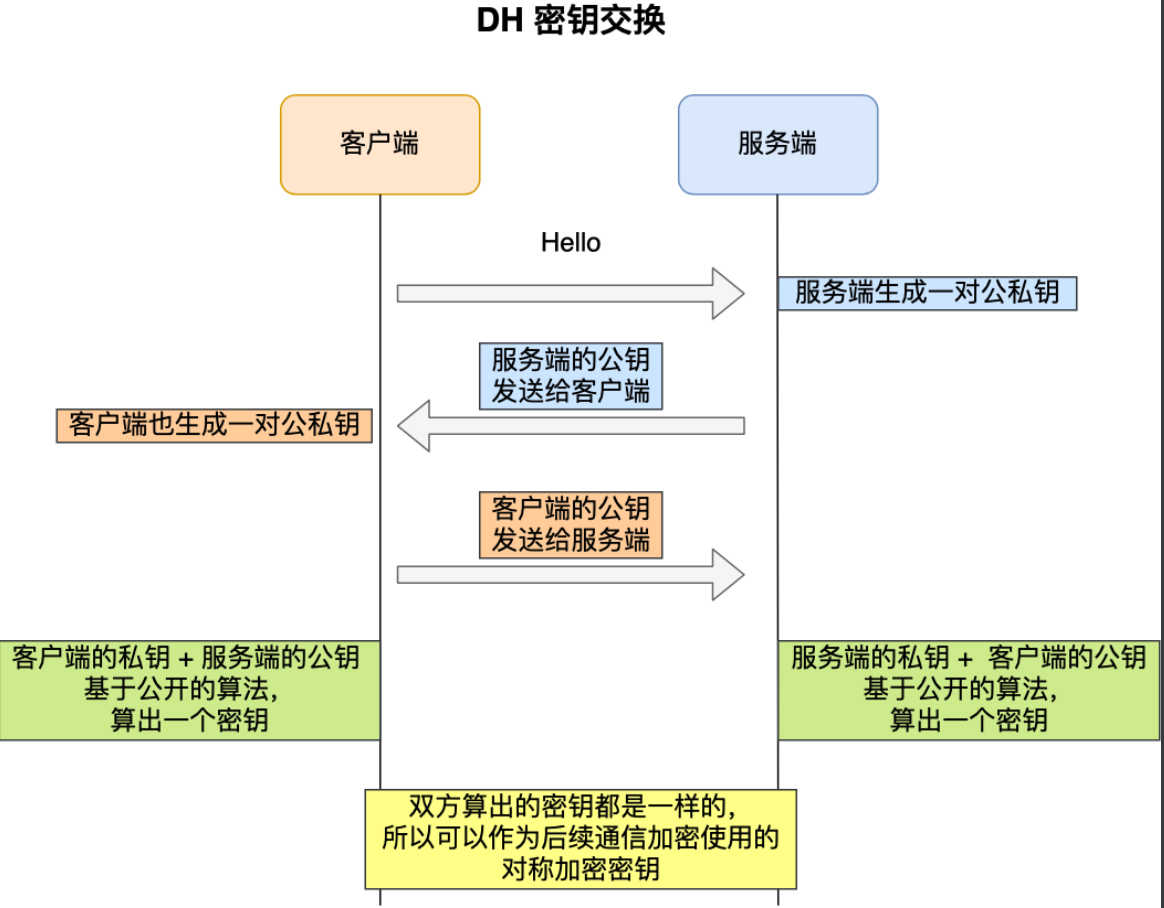 DH 密钥交换
客户端
服务端
Hello
服务端生成一对公私钥
服务端的公钥
发送给客户端
客户端也生成一对公私钥
客户端的公钥
发送给服务端
客户端的私钥 + 服务端的公钥
基于公开的算法,
算出一个密钥
服务端的私钥 + 客户端的公钥
基于公开的算法,
算出一个密钥
双方算出的密钥都是一样的,
所以可以作为后续通信加密使用的
对称加密密钥